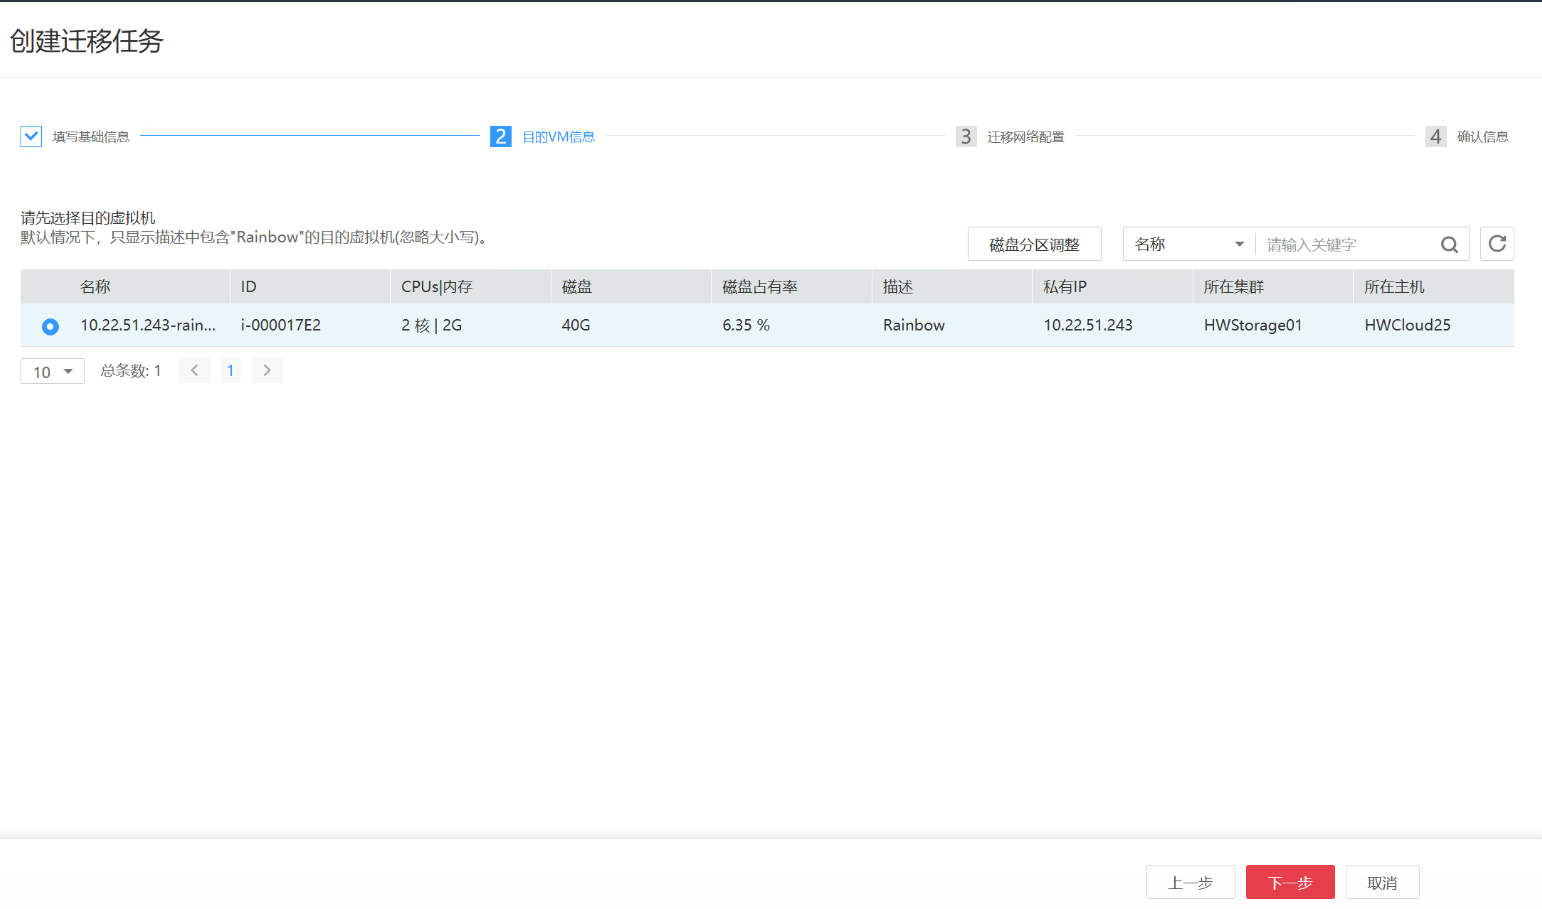 创建迁移任务
填写基础信息 2 目的VM信息 3 迁移网络配置 4 确认信息
请先选择目的虚拟机
默认情况下，只显示描述中包含"Rainbow"的目的虚拟机(忽略大小写)。
磁盘分区调整 名称 请输入关键字
名称 ID CPUs|内存 磁盘 磁盘占有率 描述 私有IP 所在集群 所在主机
10.22.51.243-rain... i-000017E2 2 核 | 2G 40G 6.35 % Rainbow 10.22.51.243 HWStorage01 HWCloud25
10 总条数: 1 < 1 >
上一步 下一步 取消